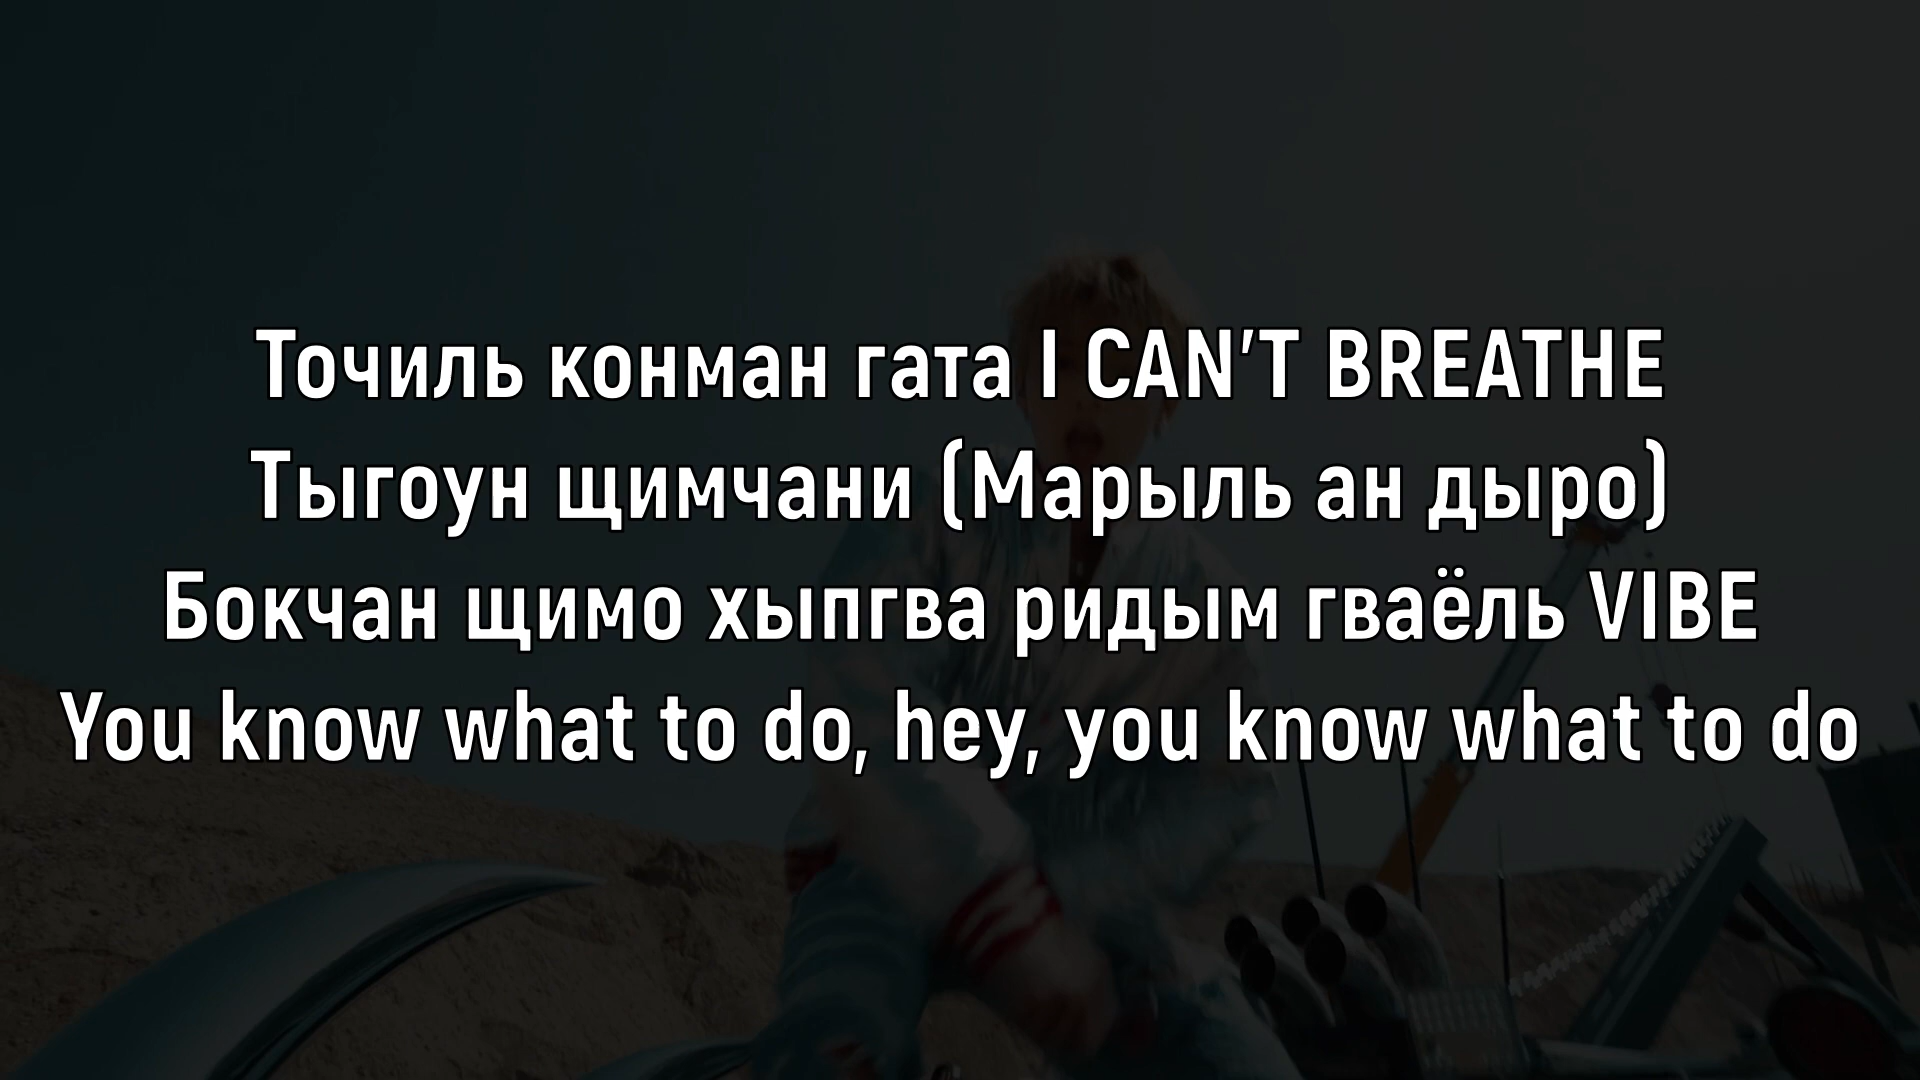 Точиль конман гата I CAN'T BREATHE
Тыгоун щимчани (Марыль ан дыро)
Бокчан щимо хыпгва ридым гваёль VIBE
You know what to do, hey, you know what to do